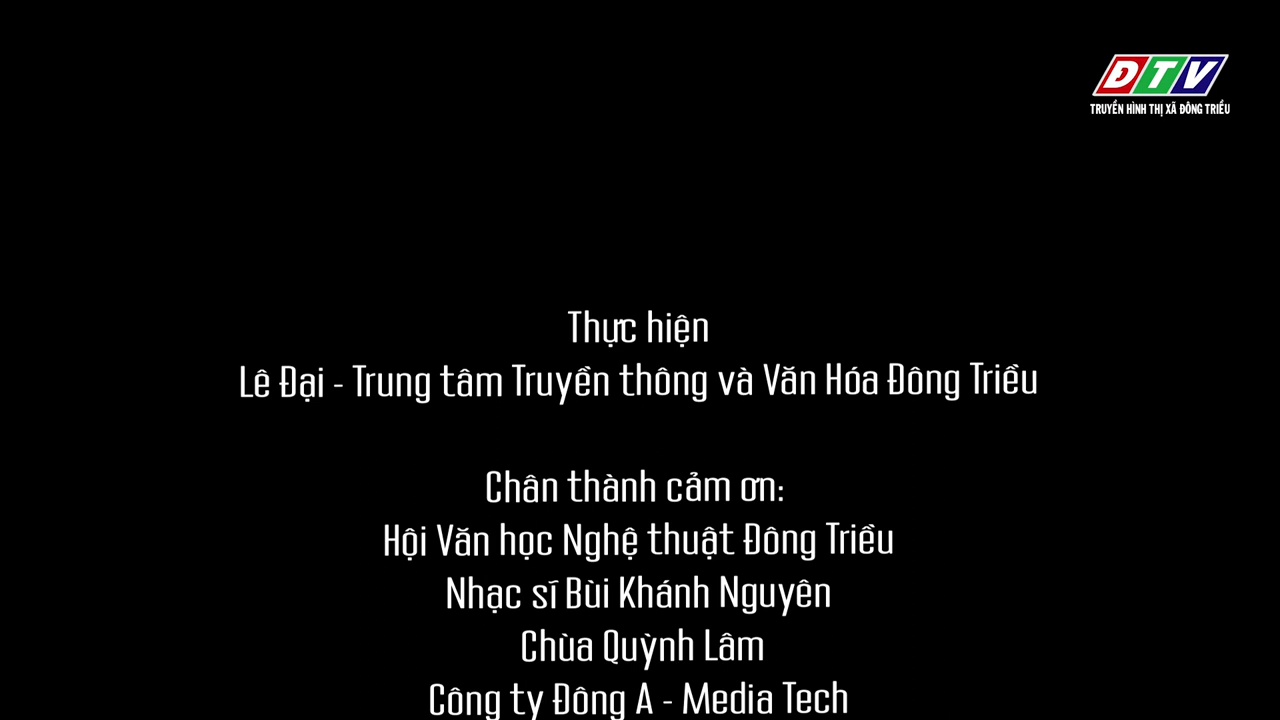 ĐTV
TRUYỀN HÌNH THỊ XÃ ĐÔNG TRIỀU
Thực hiện
Lê Đại - Trung tâm Truyền thông và Văn Hóa Đông Triều
Chân thành cảm ơn:
Hội Văn học Nghệ thuật Đông Triều
Nhạc sĩ Bùi Khánh Nguyên
Chùa Quỳnh Lâm
Công ty Đông A - Media Tech